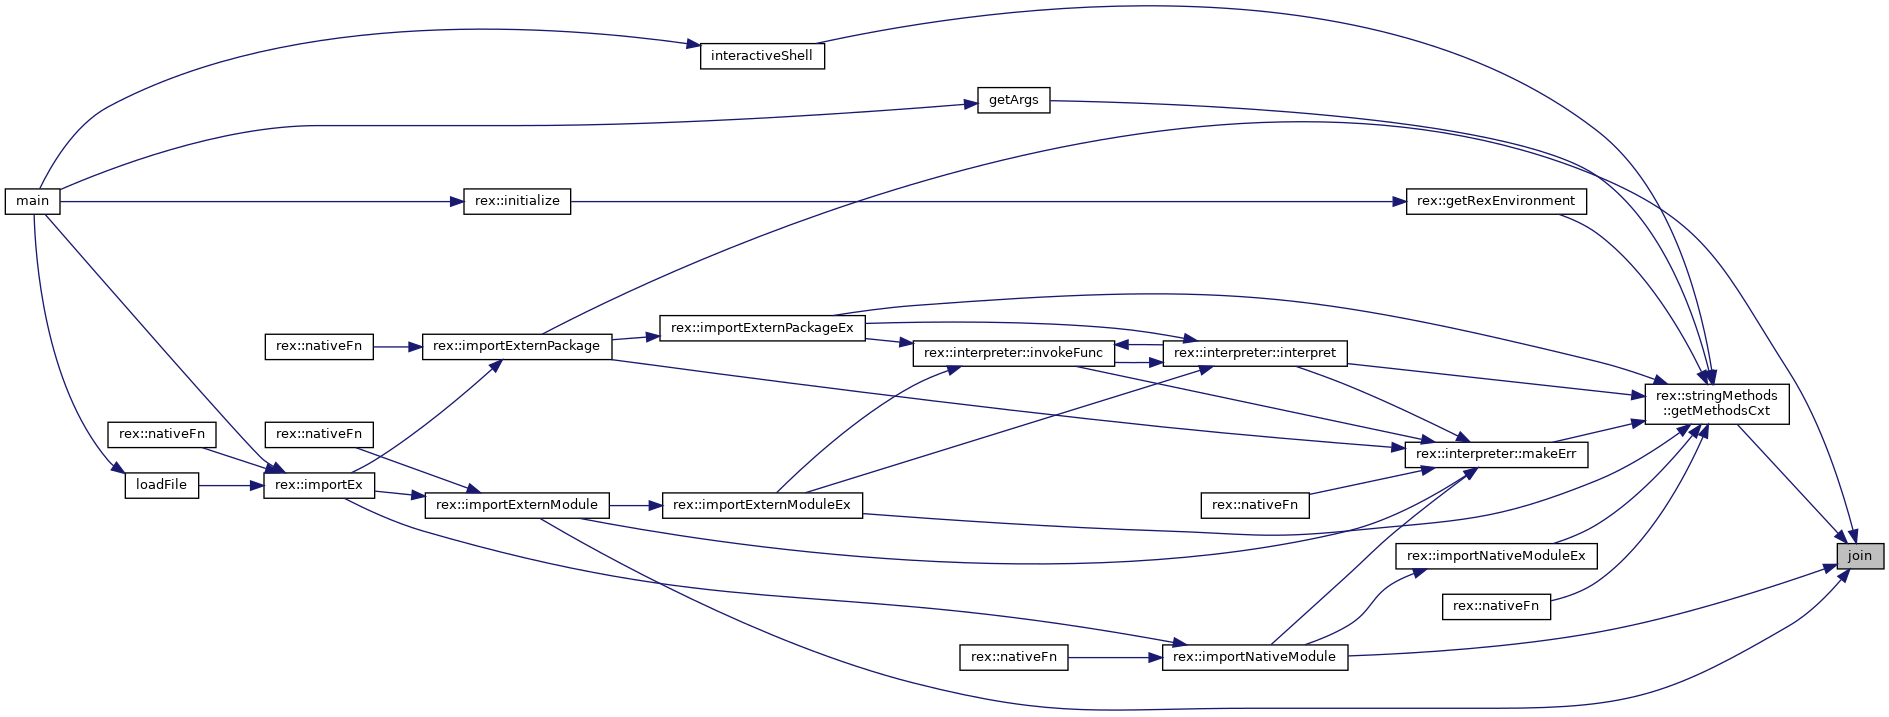 interactiveShell
getArgs
main
rex::initialize
rex::getRexEnvironment
rex::importExternPackageEx
rex::nativeFn
rex::importExternPackage
rex::interpreter::invokeFunc
rex::interpreter::interpret
rex::stringMethods
::getMethodsCxt
rex::nativeFn
rex::nativeFn
rex::interpreter::makeErr
loadFile
rex::importEx
rex::importExternModule
rex::importExternModuleEx
rex::nativeFn
rex::importNativeModuleEx
join
rex::nativeFn
rex::nativeFn
rex::importNativeModule